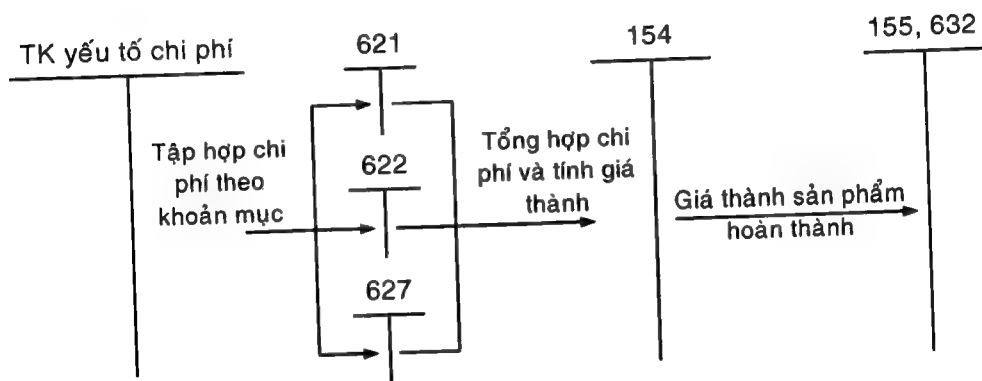 TK yếu tố chi phí
621
154
155, 632
Tập hợp chi
phí theo
khoản mục
622
Tổng hợp chi
phí và tính giá
thành
Giá thành sản phẩm
hoàn thành
627